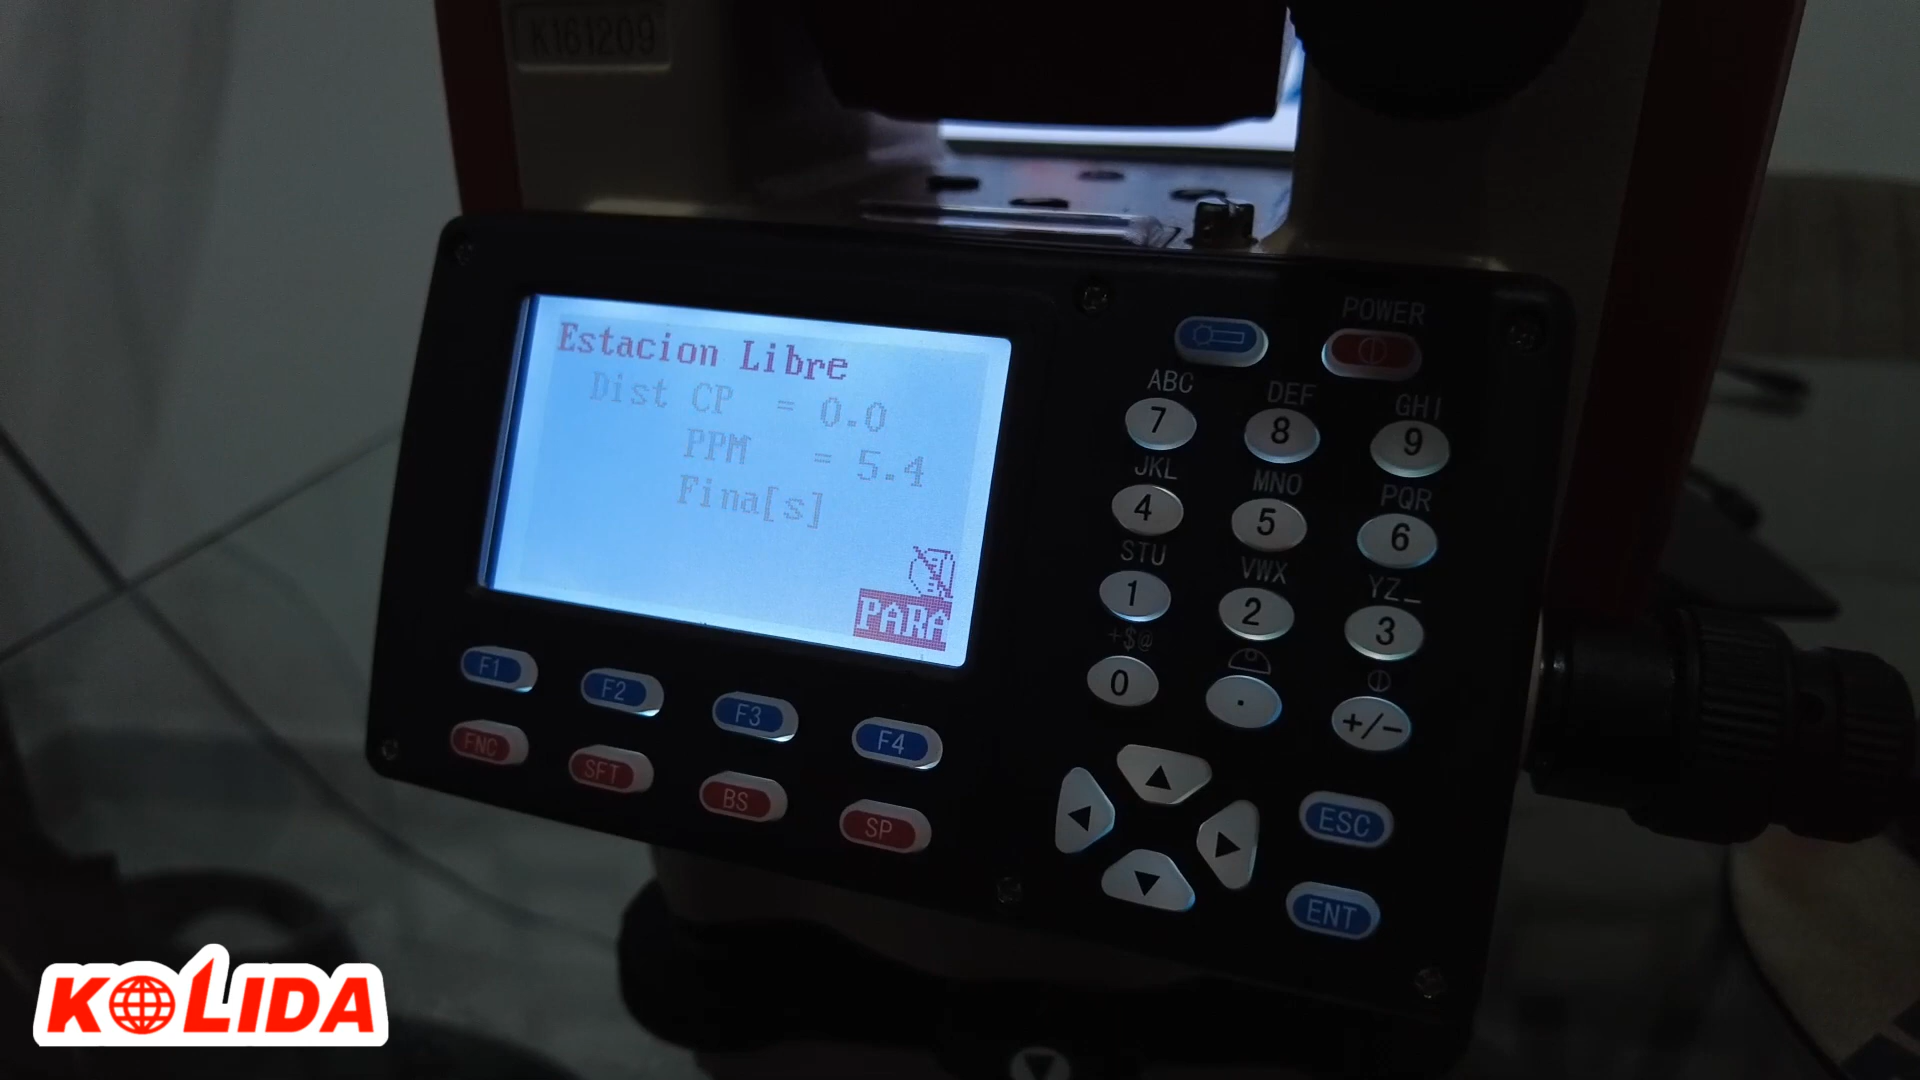 K161209
Estacion Libre
Dist CP = 0.0
PPM = 5.4
Fina[s]
PARA
F1
F2
F3
F4
FNC
SFT
BS
SP
POWER
ABC
DEF
GHI
7
8
9
JKL
MNO
PQR
4
5
6
STU
VWX
YZ_
1
2
3
+$@
0
.
+/-
ESC
ENT
KOLIDA